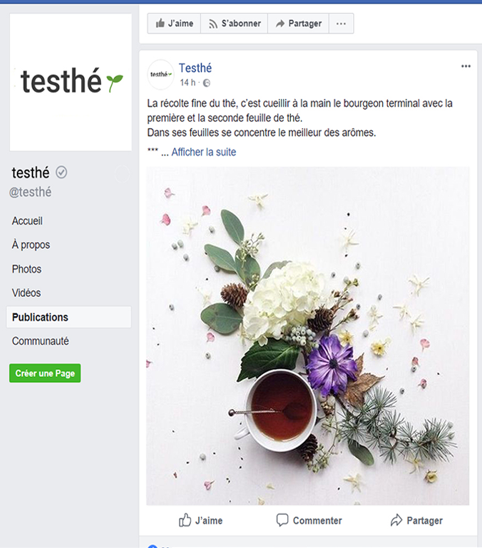 testhé
testhé
@testhé
Accueil
À propos
Photos
Vidéos
Publications
Communauté
Créer une Page
J'aime S'abonner Partager ...
testhé
Testhé
14 h ·
La récolte fine du thé, c'est cueillir à la main le bourgeon terminal avec la
première et la seconde feuille de thé.
Dans ses feuilles se concentre le meilleur des arômes.
*** ... Afficher la suite
J'aime Commenter Partager